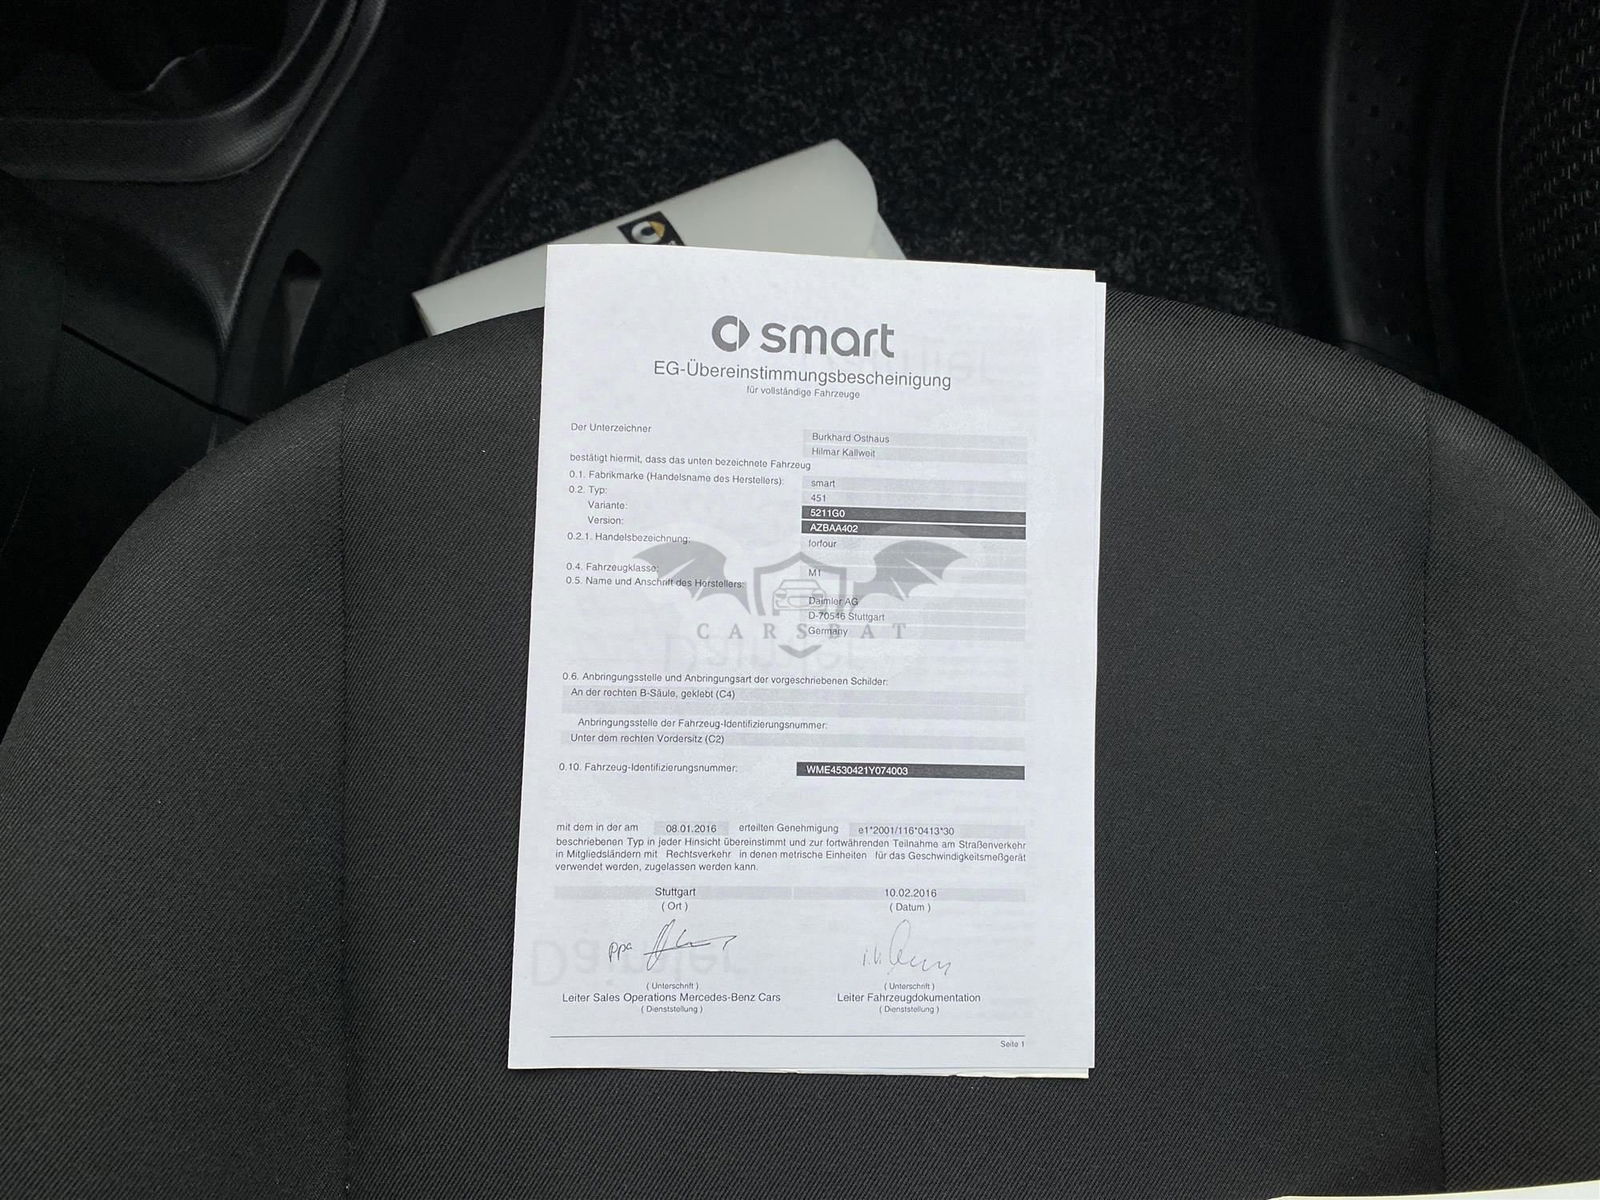 smart
EG-Übereinstimmungsbescheinigung
für vollständige Fahrzeuge
Der Unterzeichner
Burkhard Osthaus
Hilmar Kallweit
bestätigt hiermit, dass das unten bezeichnete Fahrzeug
0.1. Fabrikmarke (Handelsname des Herstellers): smart
0.2. Typ: 451
Variante: 5211G0
Version: AZBAA402
0.2.1. Handelsbezeichnung: forfour
0.4. Fahrzeugklasse: M1
0.5. Name und Anschrift des Herstellers:
Daimler AG
D-70546 Stuttgart
Germany
CARSBAT
0.6. Anbringungsstelle und Anbringungsart der vorgeschriebenen Schilder:
An der rechten B-Säule, geklebt (C4)
Anbringungsstelle der Fahrzeug-Identifizierungsnummer:
Unter dem rechten Vordersitz (C2)
0.10. Fahrzeug-Identifizierungsnummer: WME4530421Y074003
mit dem in der am 08.01.2016 erteilten Genehmigung e1*2001/116*0413*30
beschriebenen Typ in jeder Hinsicht übereinstimmt und zur fortwährenden Teilnahme am Straßenverkehr
in Mitgliedsländern mit Rechtsverkehr in denen metrische Einheiten für das Geschwindigkeitsmeßgerät
verwendet werden, zugelassen werden kann.
Stuttgart 10.02.2016
( Ort ) ( Datum )
ppa
( Unterschrift ) ( Unterschrift )
Leiter Sales Operations Mercedes-Benz Cars Leiter Fahrzeugdokumentation
( Dienststellung ) ( Dienststellung )
Seite 1